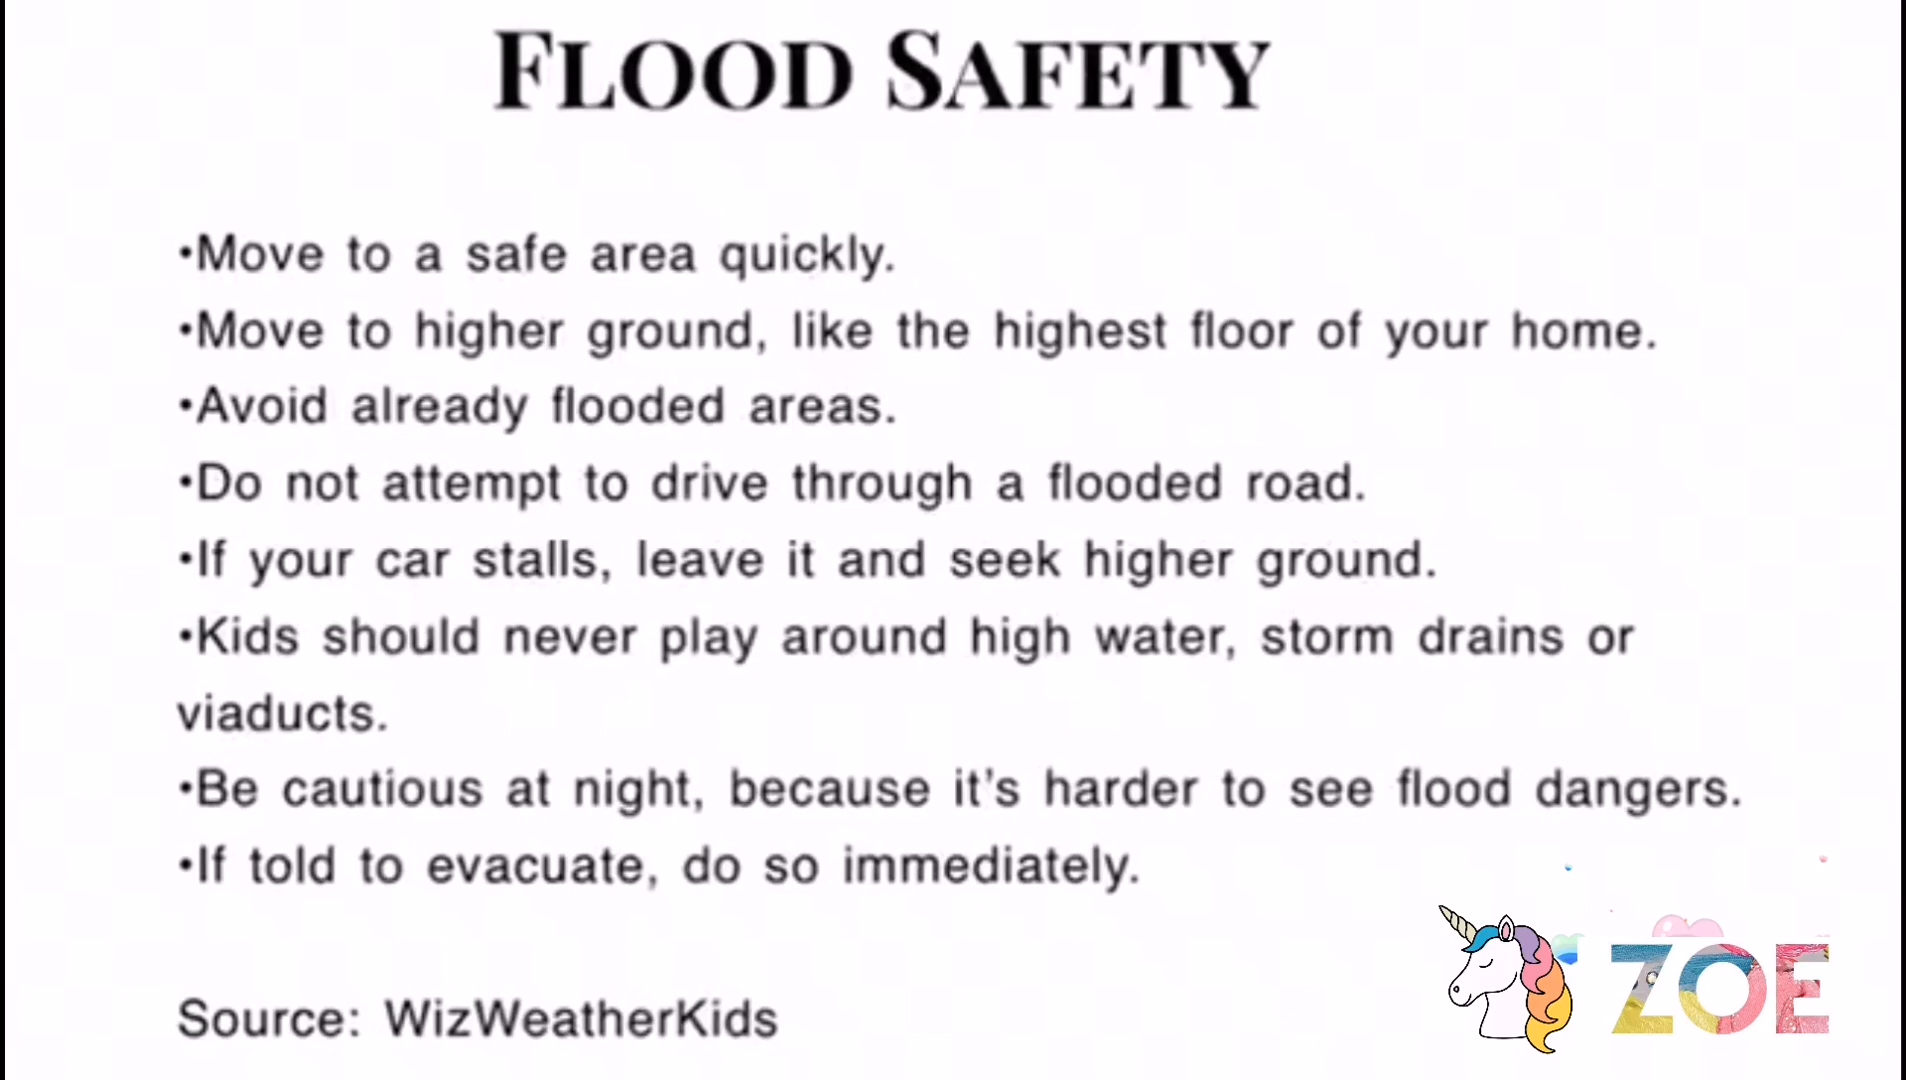 FLOOD SAFETY
•Move to a safe area quickly.
•Move to higher ground, like the highest floor of your home.
•Avoid already flooded areas.
•Do not attempt to drive through a flooded road.
•If your car stalls, leave it and seek higher ground.
•Kids should never play around high water, storm drains or
viaducts.
•Be cautious at night, because it's harder to see flood dangers.
•If told to evacuate, do so immediately.
Source: WizWeatherKids
ZOE